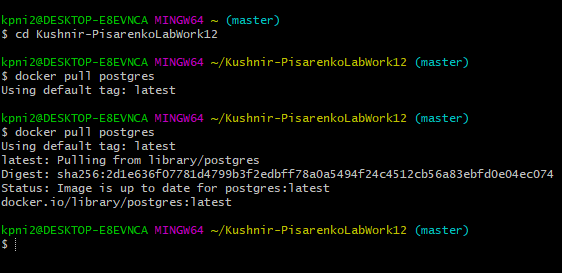 kpni2@DESKTOP-E8EVNCA MINGW64 ~ (master)
$ cd Kushnir-PisarenkoLabWork12
kpni2@DESKTOP-E8EVNCA MINGW64 ~/Kushnir-PisarenkoLabWork12 (master)
$ docker pull postgres
Using default tag: latest
kpni2@DESKTOP-E8EVNCA MINGW64 ~/Kushnir-PisarenkoLabWork12 (master)
$ docker pull postgres
Using default tag: latest
latest: Pulling from library/postgres
Digest: sha256:2d1e636f07781d4799b3f2edbff78a0a5494f24c4512cb56a83ebfd0e04ec074
Status: Image is up to date for postgres:latest
docker.io/library/postgres:latest
kpni2@DESKTOP-E8EVNCA MINGW64 ~/Kushnir-PisarenkoLabWork12 (master)
$